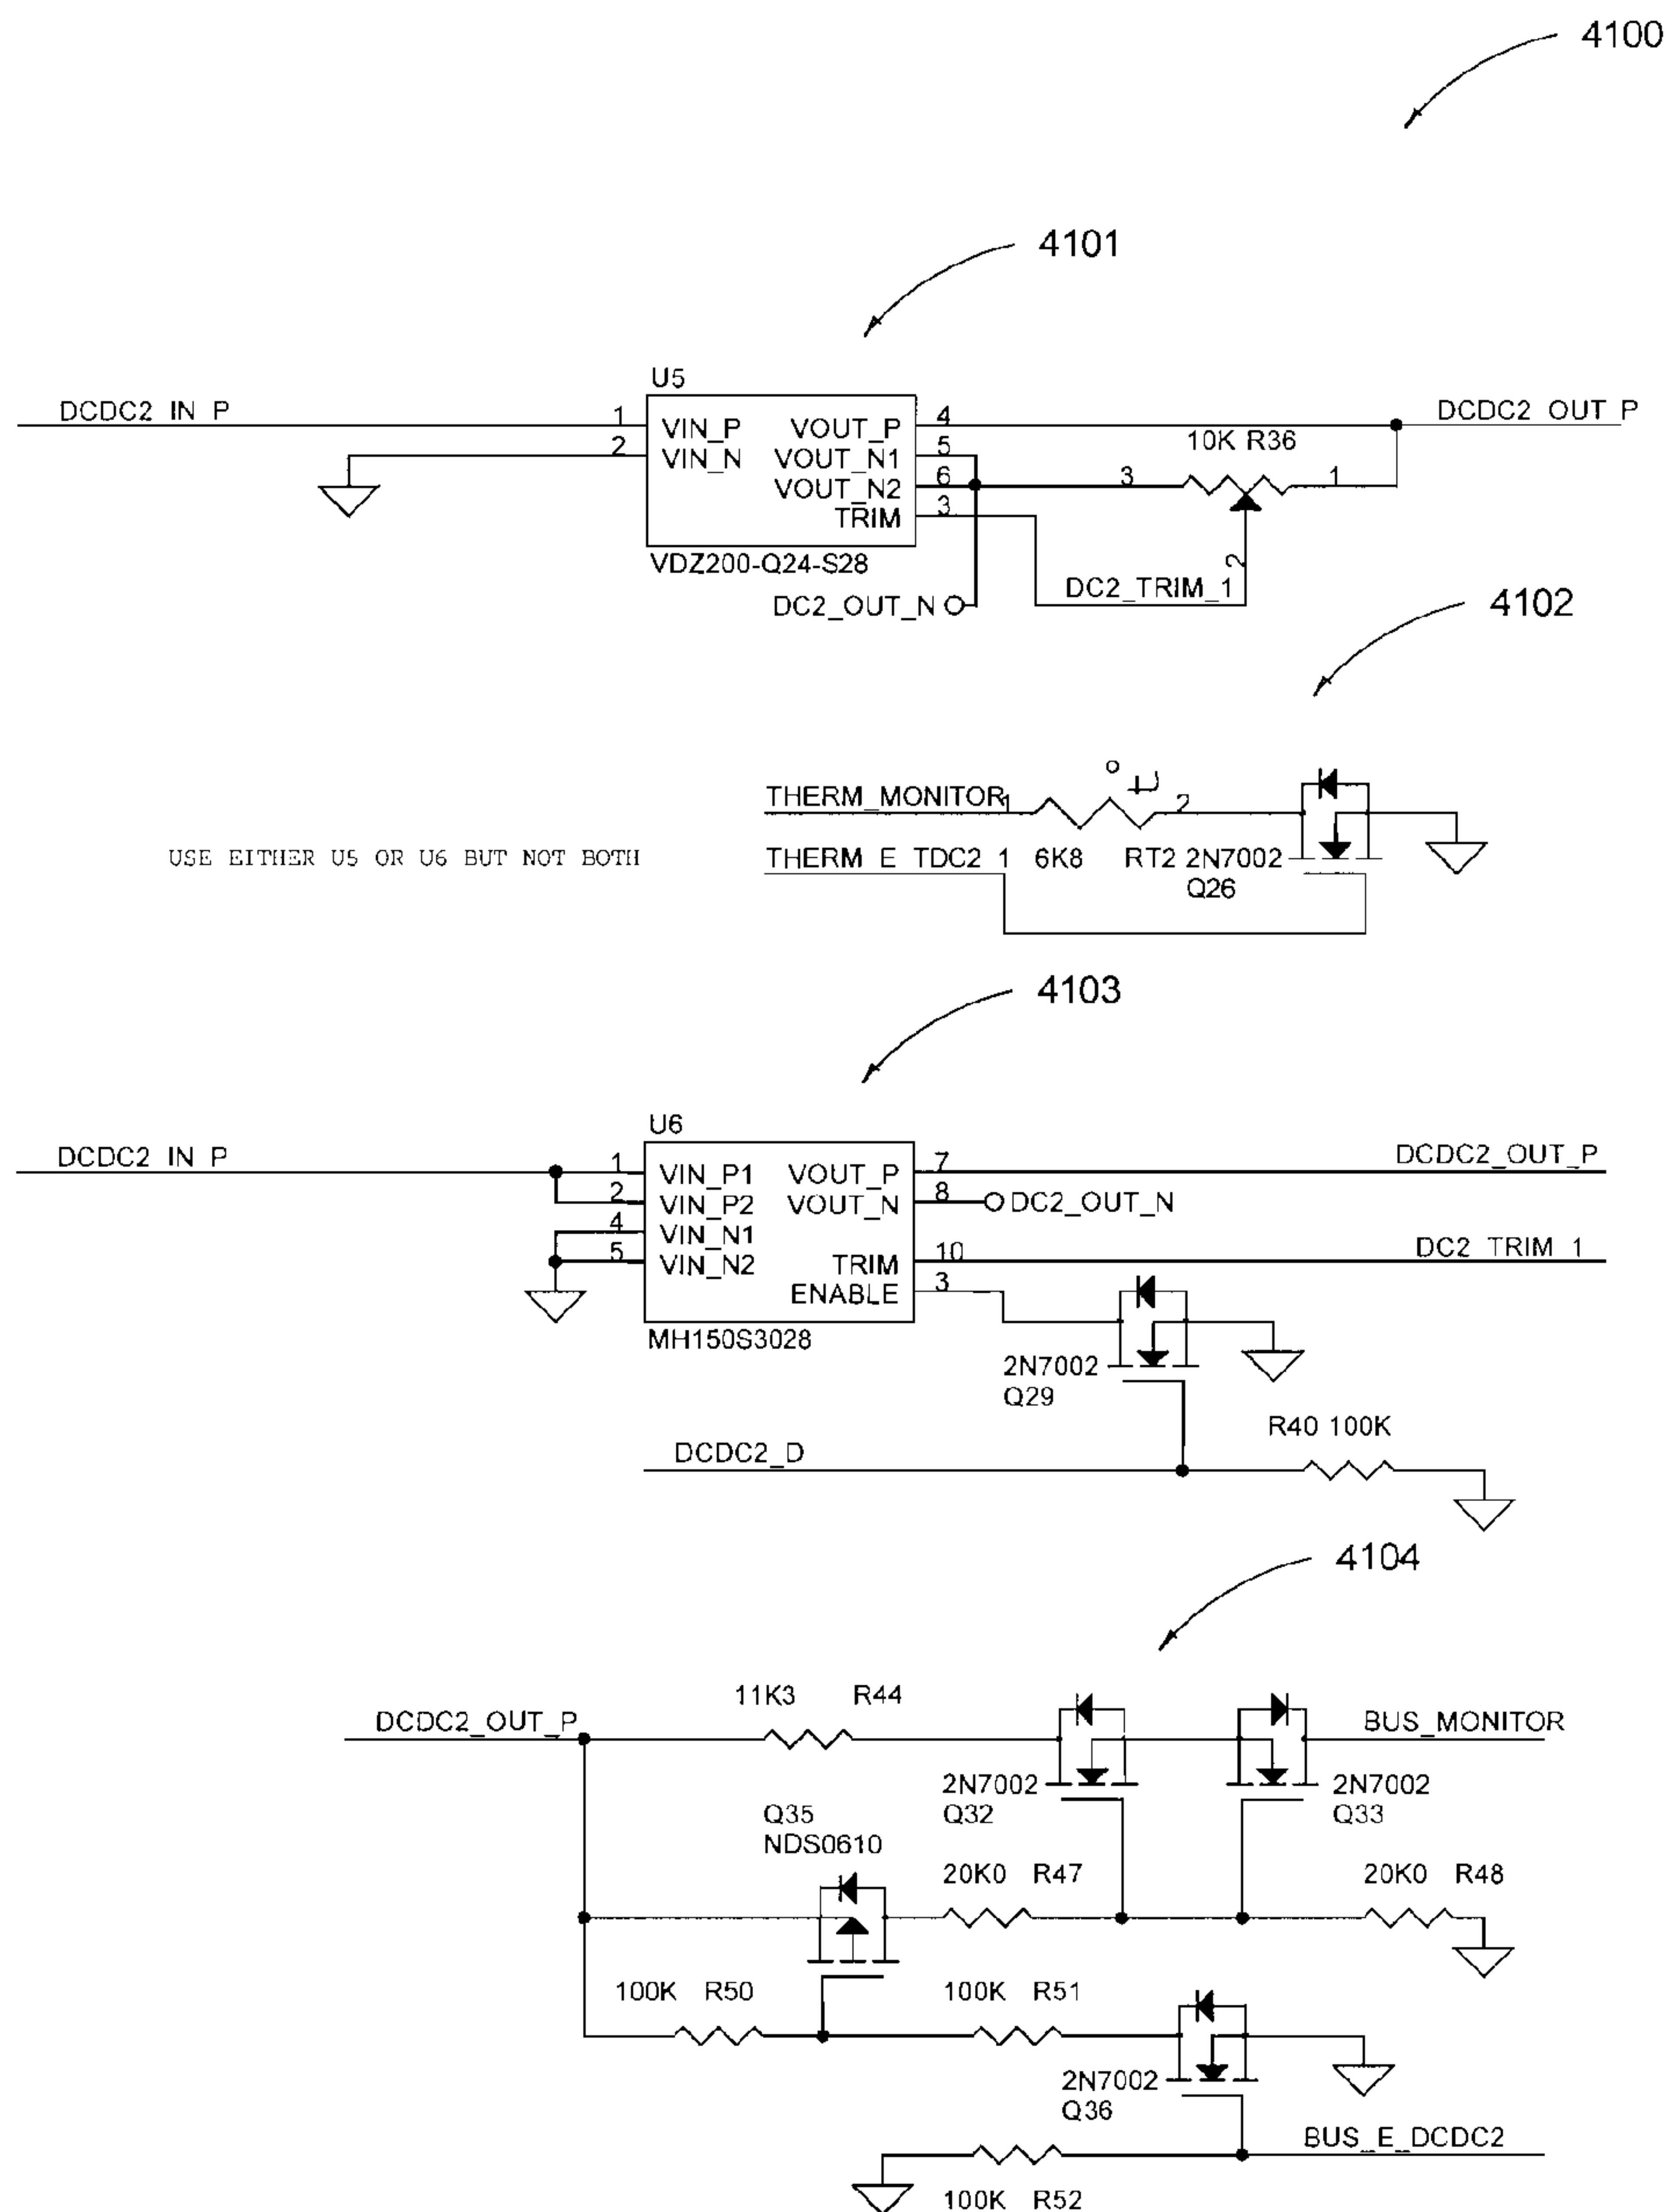 4100
4101
U5
DCDC2_IN_P
1
VIN_P
VOUT_P
4
DCDC2_OUT_P
2
VIN_N
VOUT_N1
5
10K R36
VOUT_N2
6
3
1
TRIM
3
VDZ200-Q24-S28
2
DC2_OUT_N
DC2_TRIM_1
4102
THERM_MONITOR
1
t
°
2
USE EITHER U5 OR U6 BUT NOT BOTH
THERM_E_TDC2_1
6K8
RT2
2N7002
Q26
4103
U6
DCDC2_IN_P
1
VIN_P1
VOUT_P
7
DCDC2_OUT_P
2
VIN_P2
VOUT_N
8
DC2_OUT_N
4
VIN_N1
5
VIN_N2
TRIM
10
DC2_TRIM_1
ENABLE
3
MH150S3028
2N7002
Q29
R40 100K
DCDC2_D
4104
11K3 R44
DCDC2_OUT_P
BUS_MONITOR
2N7002
Q32
2N7002
Q33
Q35
NDS0610
20K0 R47
20K0 R48
100K R50
100K R51
2N7002
Q36
BUS_E_DCDC2
100K R52